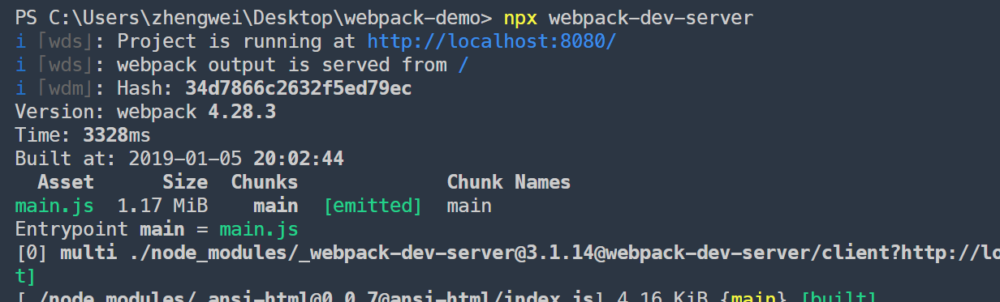 PS C:\Users\zhengwei\Desktop\webpack-demo> npx webpack-dev-server
i ｢wds｣: Project is running at http://localhost:8080/
i ｢wds｣: webpack output is served from /
i ｢wdm｣: Hash: 34d7866c2632f5ed79ec
Version: webpack 4.28.3
Time: 3328ms
Built at: 2019-01-05 20:02:44
Asset Size Chunks Chunk Names
main.js 1.17 MiB main [emitted] main
Entrypoint main = main.js
[0] multi ./node_modules/_webpack-dev-server@3.1.14@webpack-dev-server/client?http://lo
t]
[./node_modules/_ansi-html@0.0.7@ansi-html/index.js] 4.16 KiB {main} [built]